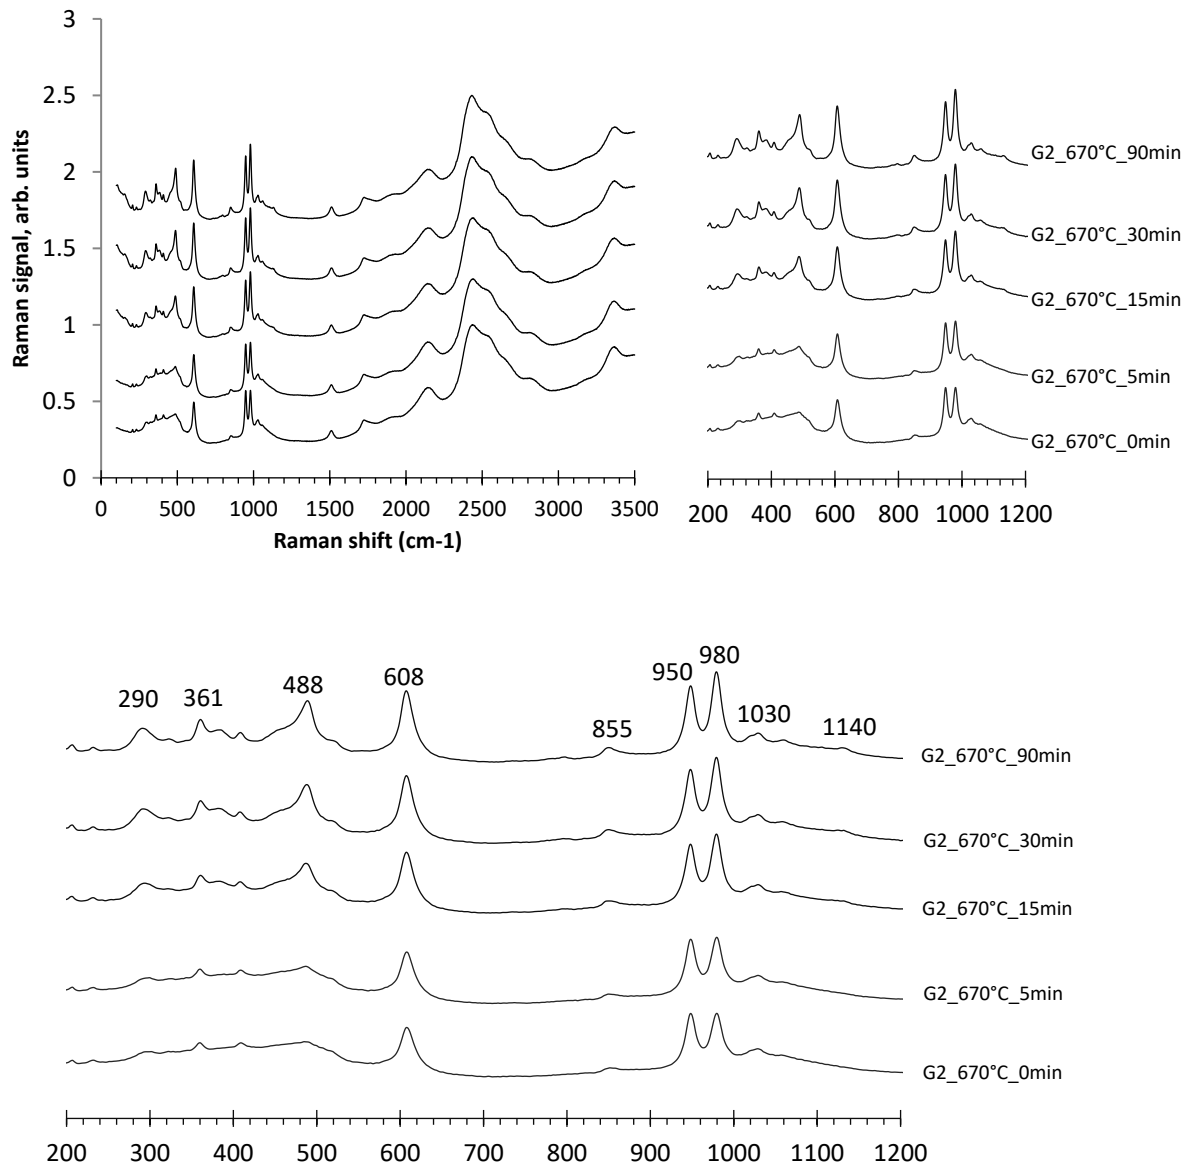 3
2.5
2
1.5
1
0.5
0
Raman signal, arb. units
0 500 1000 1500 2000 2500 3000 3500
Raman shift (cm-1)
G2_670°C_90min
G2_670°C_30min
G2_670°C_15min
G2_670°C_5min
G2_670°C_0min
200 400 600 800 1000 1200
290 361 488 608 855 950 980 1030 1140
G2_670°C_90min
G2_670°C_30min
G2_670°C_15min
G2_670°C_5min
G2_670°C_0min
200 300 400 500 600 700 800 900 1000 1100 1200